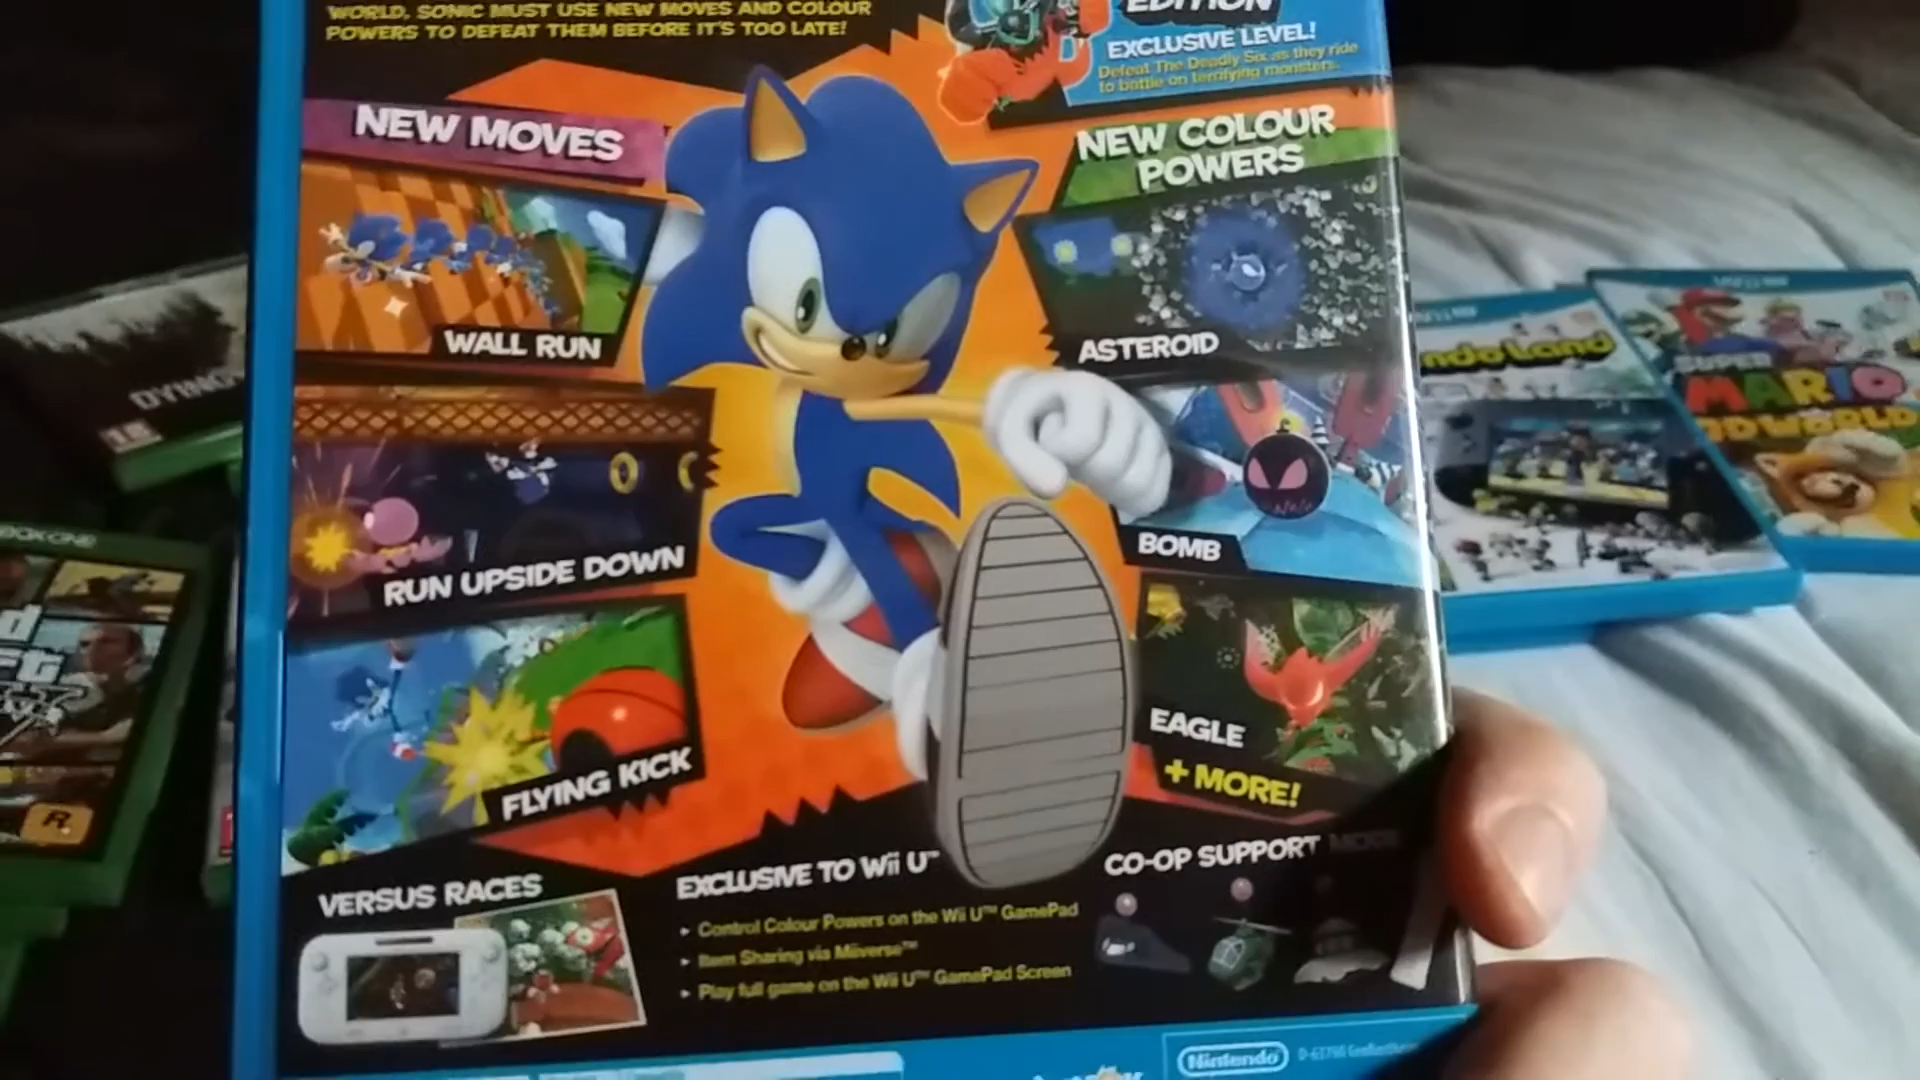 WORLD, SONIC MUST USE NEW MOVES AND COLOUR
POWERS TO DEFEAT THEM BEFORE IT'S TOO LATE!
EDITION
EXCLUSIVE LEVEL!
Defeat The Deadly Six as they ride
to battle on terrifying monsters.
NEW MOVES
NEW COLOUR
POWERS
WALL RUN
ASTEROID
RUN UPSIDE DOWN
BOMB
FLYING KICK
EAGLE
+ MORE!
VERSUS RACES
EXCLUSIVE TO Wii U™
▸ Control Colour Powers on the Wii U™ GamePad
▸ Item Sharing via Miiverse™
▸ Play full game on the Wii U™ GamePad Screen
CO-OP SUPPORT MODE
Nintendo
DYING
18
XBOX ONE
R
SUPER
MARIO
3D WORLD